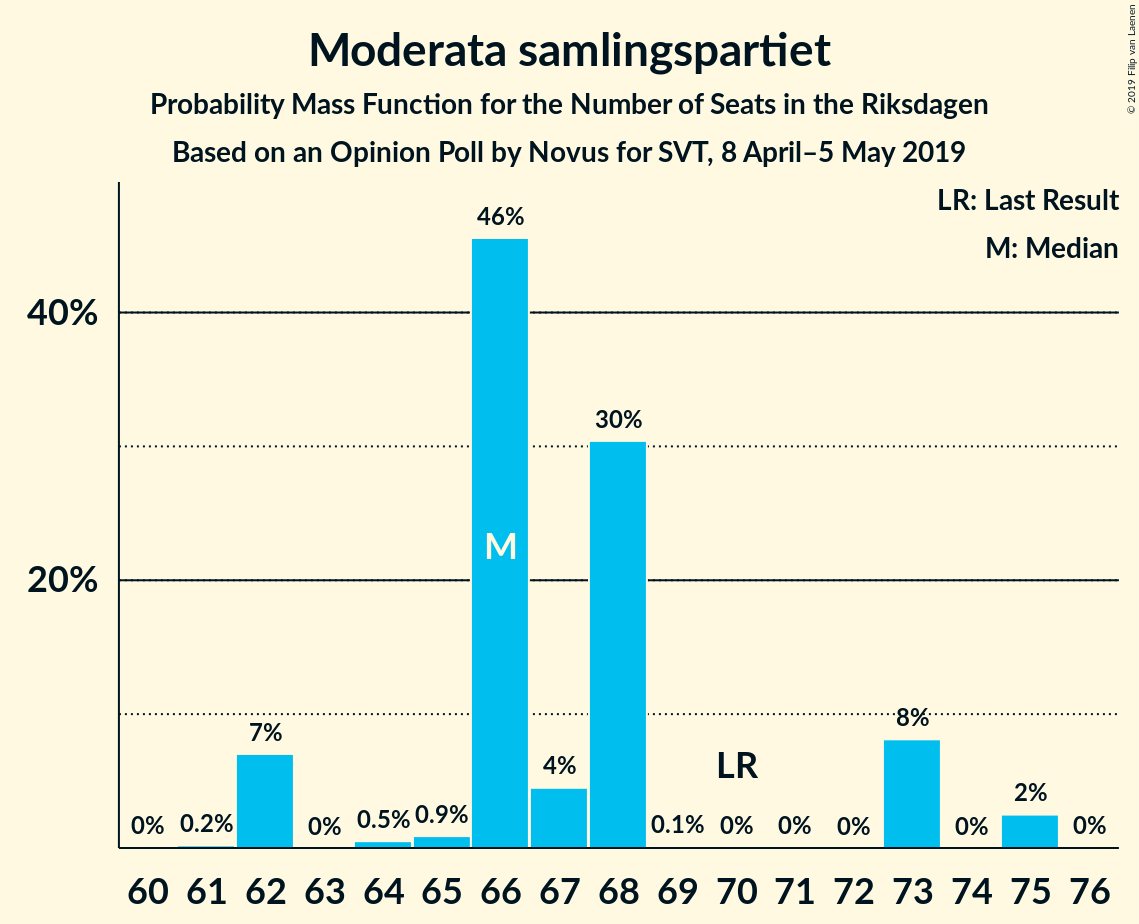 Moderata samlingspartiet
Probability Mass Function for the Number of Seats in the Riksdagen
Based on an Opinion Poll by Novus for SVT, 8 April–5 May 2019
© 2019 Filip van Laenen
LR: Last Result
M: Median
40%
20%
0%
0.2%
7%
0%
0.5%
0.9%
46%
M
4%
30%
0.1%
LR
0%
0%
0%
8%
0%
2%
0%
60 61 62 63 64 65 66 67 68 69 70 71 72 73 74 75 76